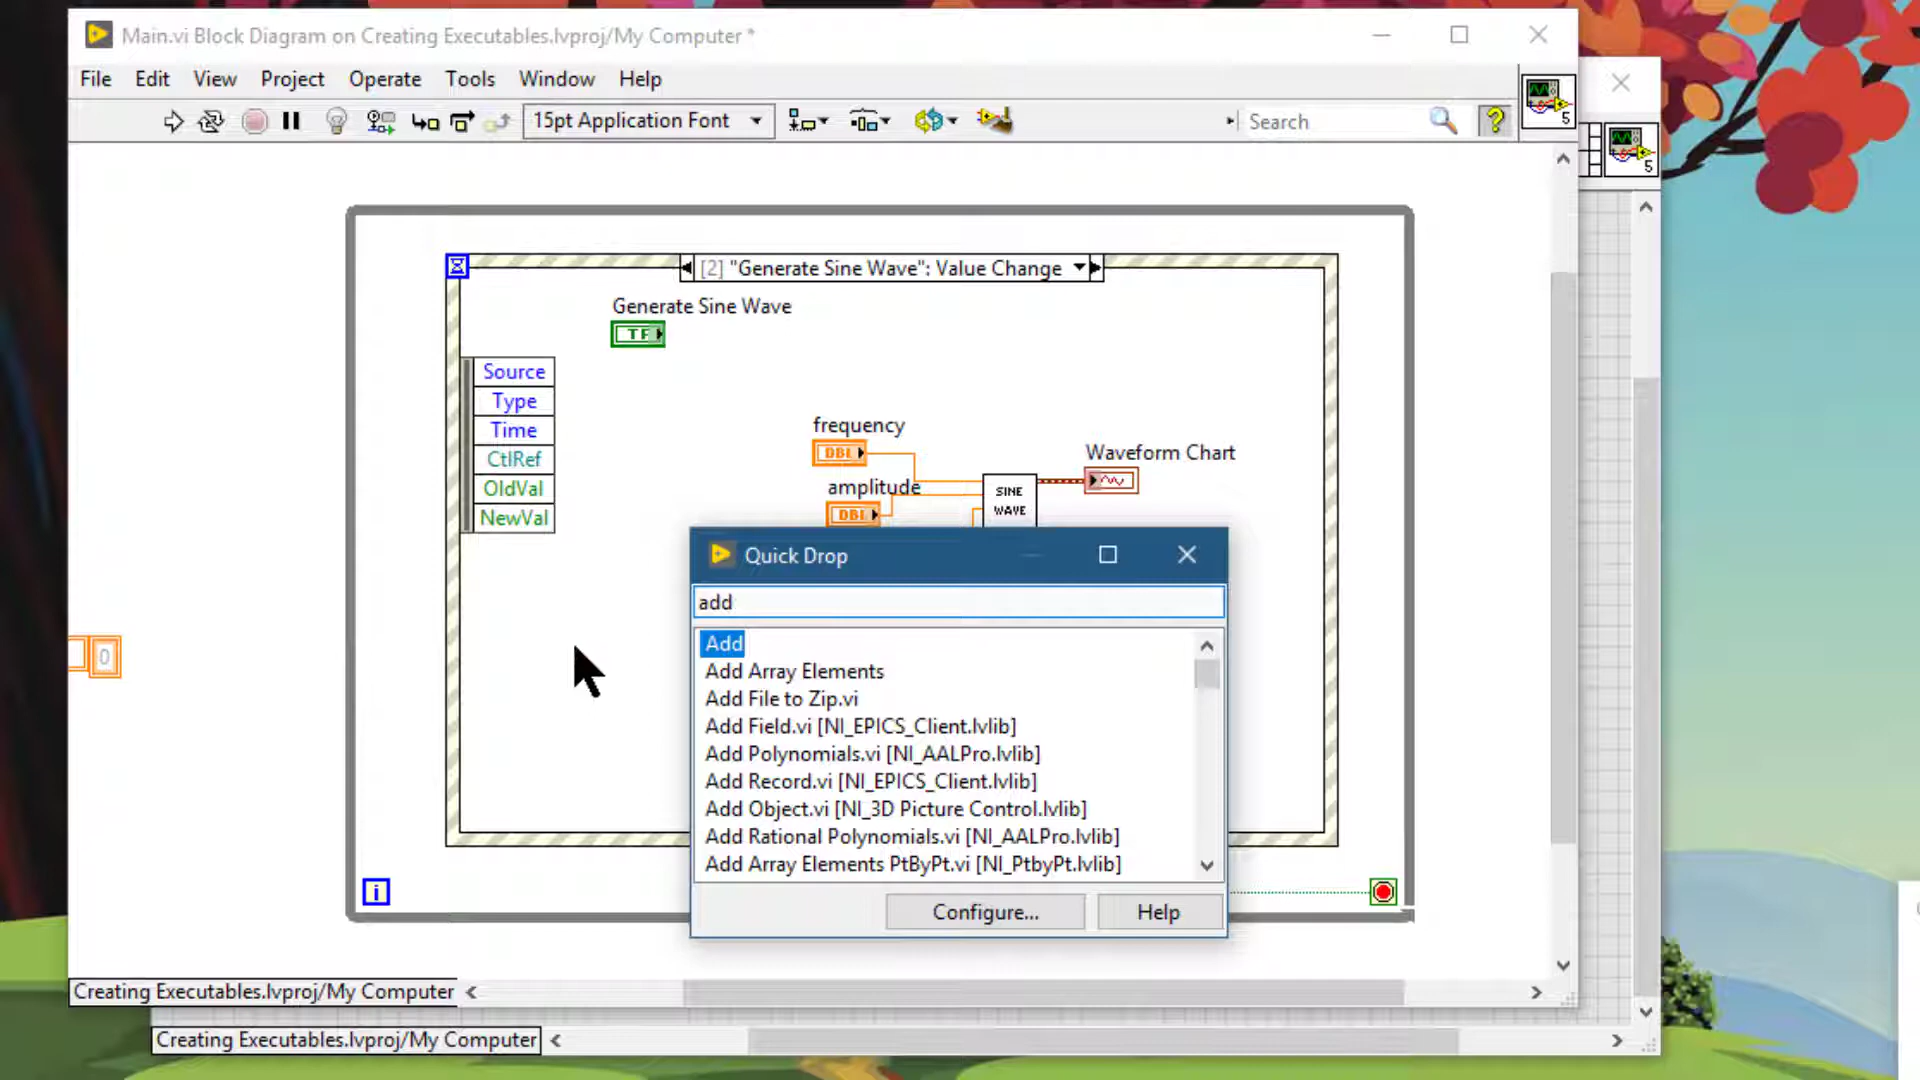 Main.vi Block Diagram on Creating Executables.lvproj/My Computer *
File Edit View Project Operate Tools Window Help
15pt Application Font
Search
?
5
5
[2] "Generate Sine Wave": Value Change
Generate Sine Wave
TF
Source
Type
Time
CtlRef
OldVal
NewVal
frequency
DBL
amplitude
DBL
SINE
WAVE
Waveform Chart
0
Quick Drop
add
Add
Add Array Elements
Add File to Zip.vi
Add Field.vi [NI_EPICS_Client.lvlib]
Add Polynomials.vi [NI_AALPro.lvlib]
Add Record.vi [NI_EPICS_Client.lvlib]
Add Object.vi [NI_3D Picture Control.lvlib]
Add Rational Polynomials.vi [NI_AALPro.lvlib]
Add Array Elements PtByPt.vi [NI_PtbyPt.lvlib]
Configure...
Help
i
Creating Executables.lvproj/My Computer
Creating Executables.lvproj/My Computer